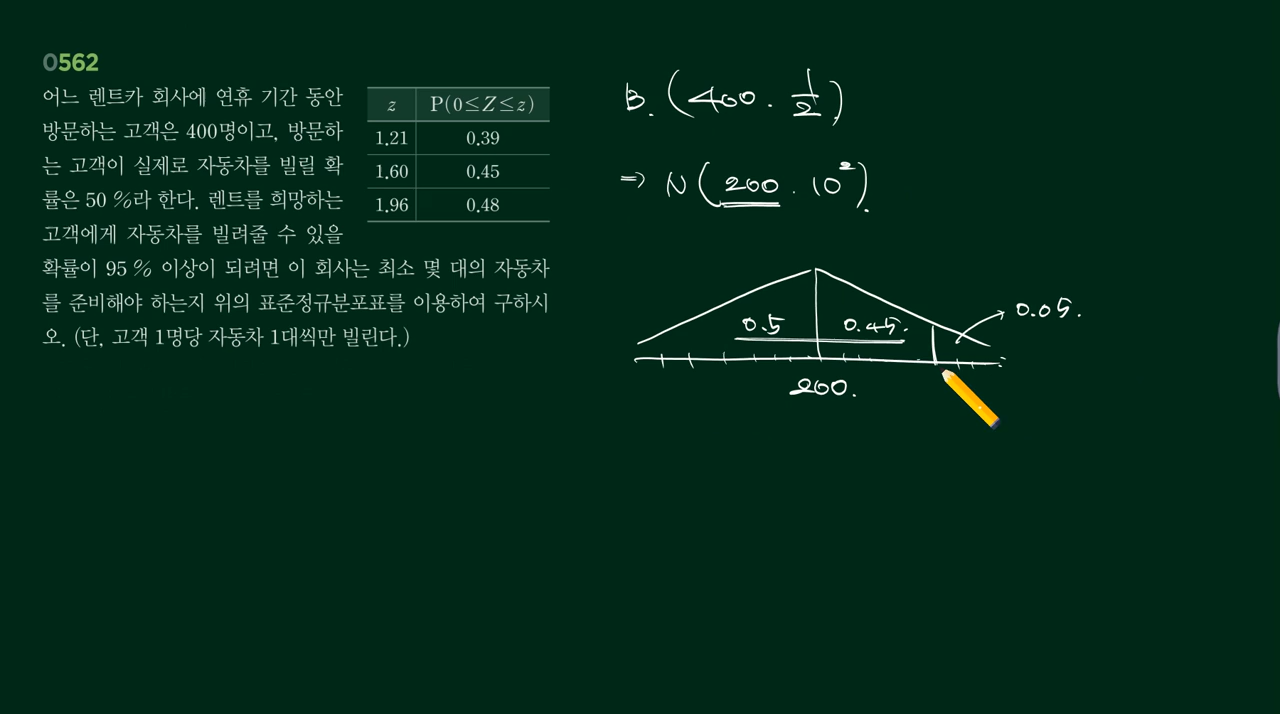 0562
어느 렌트카 회사에 연휴 기간 동안
방문하는 고객은 400명이고, 방문하
는 고객이 실제로 자동차를 빌릴 확
률은 50 %라 한다. 렌트를 희망하는
고객에게 자동차를 빌려줄 수 있을
확률이 95 % 이상이 되려면 이 회사는 최소 몇 대의 자동차
를 준비해야 하는지 위의 표준정규분포표를 이용하여 구하시
오. (단, 고객 1명당 자동차 1대씩만 빌린다.)
z P(0≤Z≤z)
1.21 0.39
1.60 0.45
1.96 0.48
B. (400 . 1/2)
⇒ N (200 . 10²).
0.5 0.45. 0.05.
200.